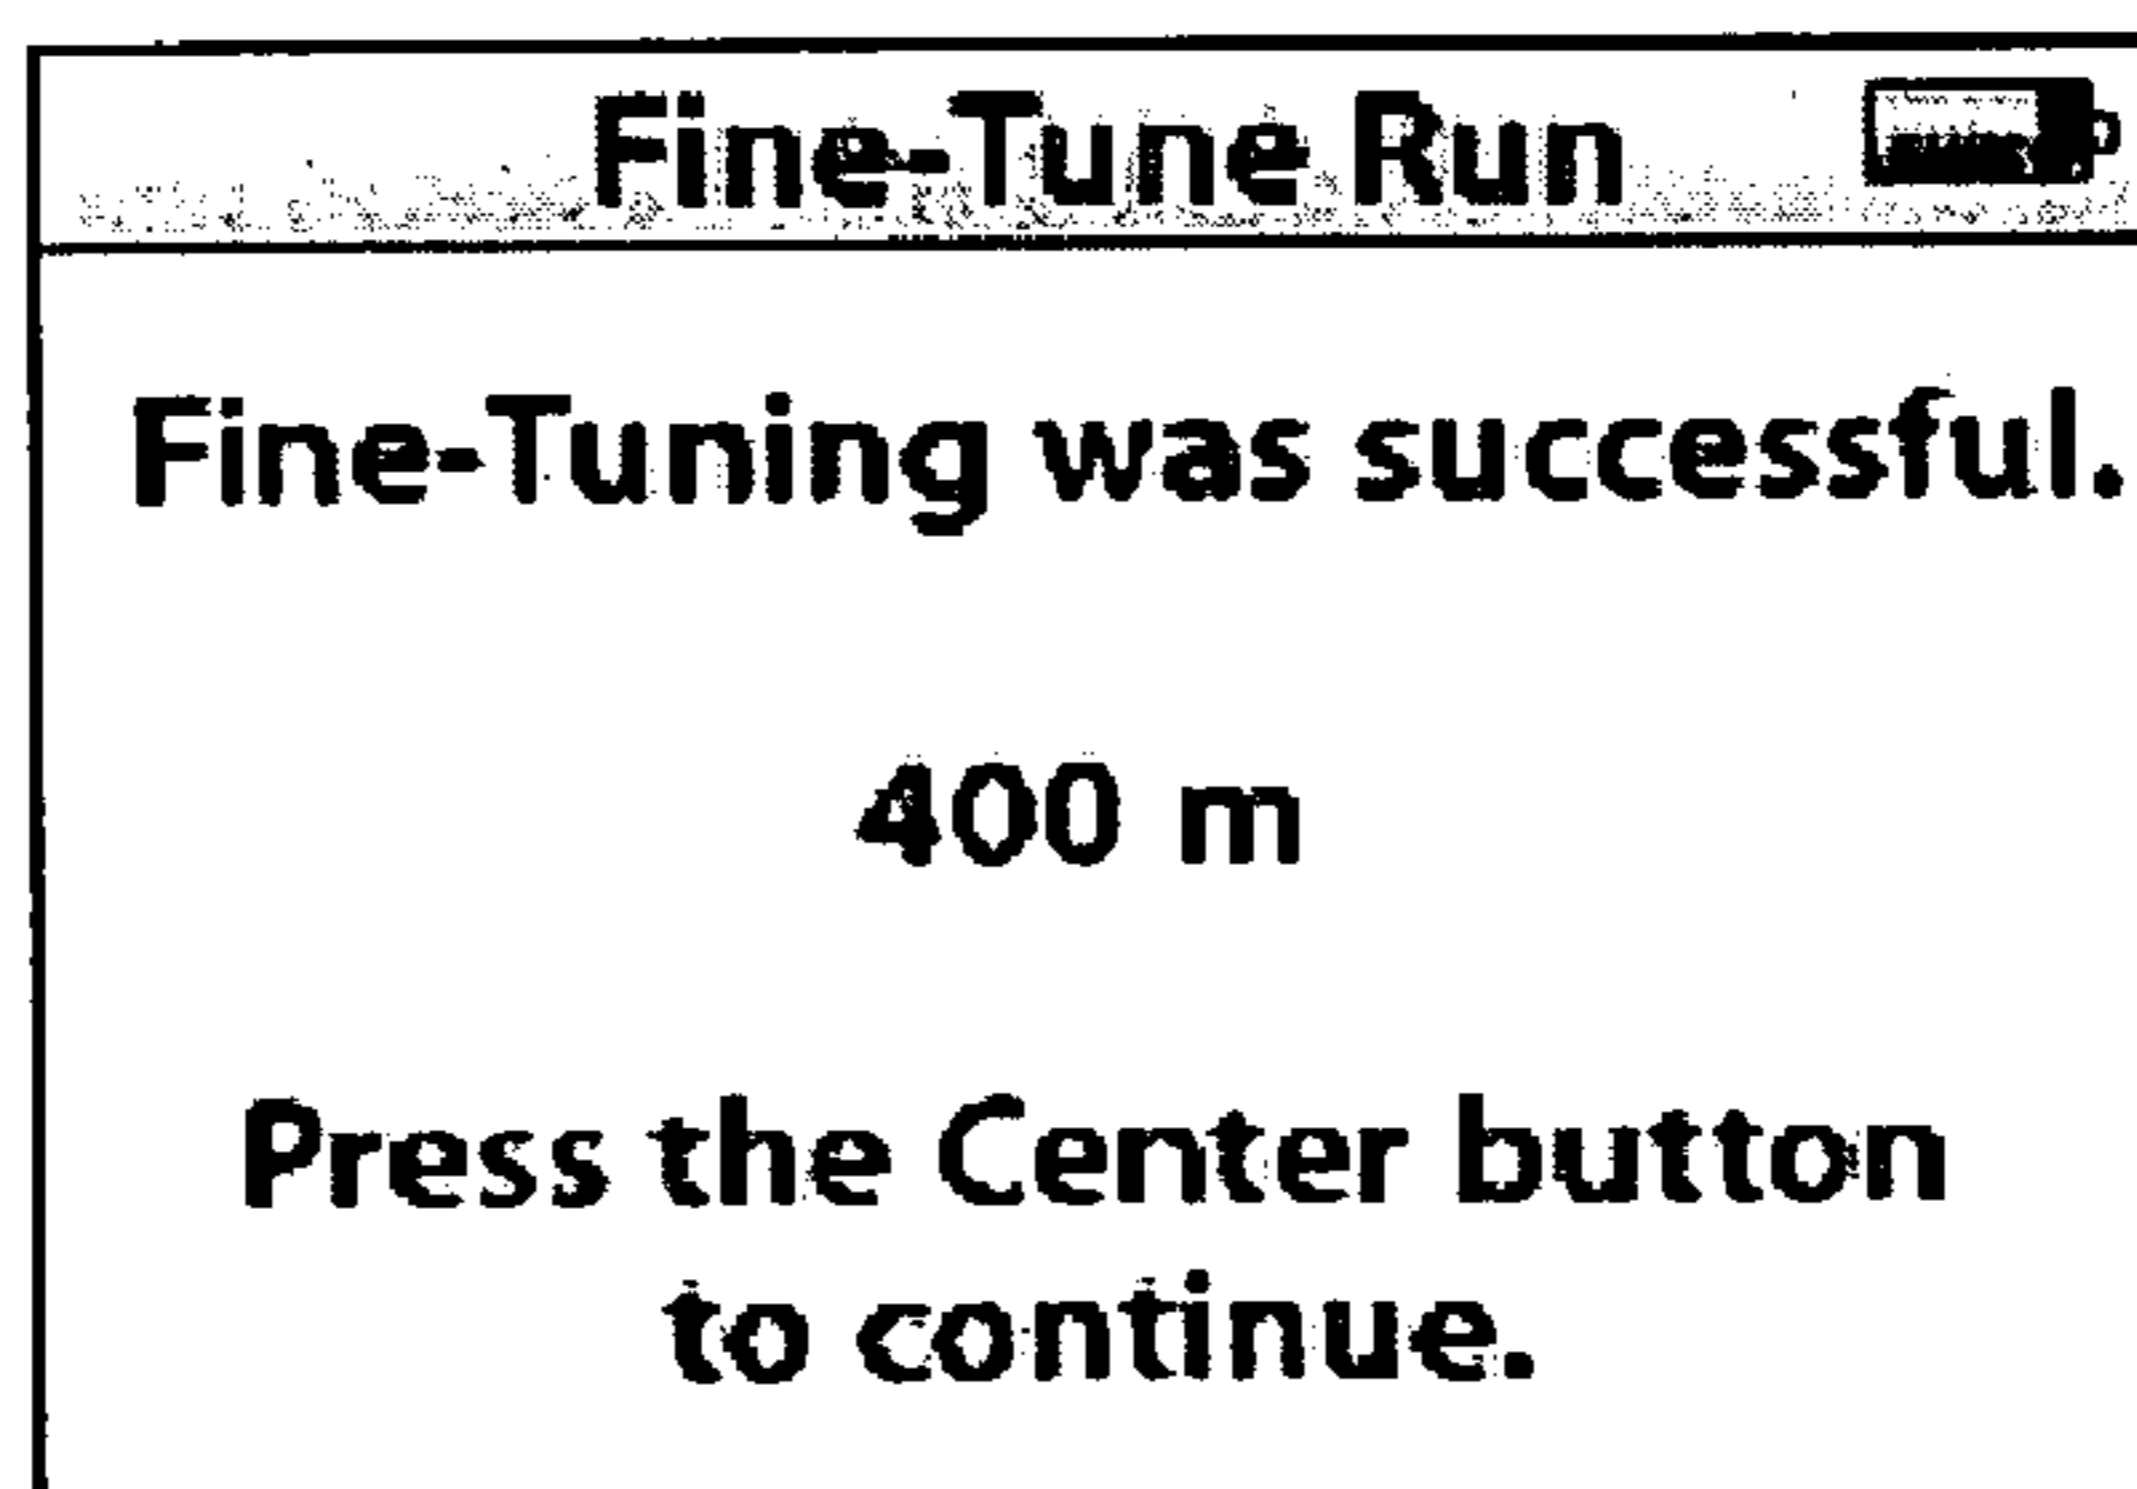 Fine-Tune Run
Fine-Tuning was successful.
400 m
Press the Center button
to continue.